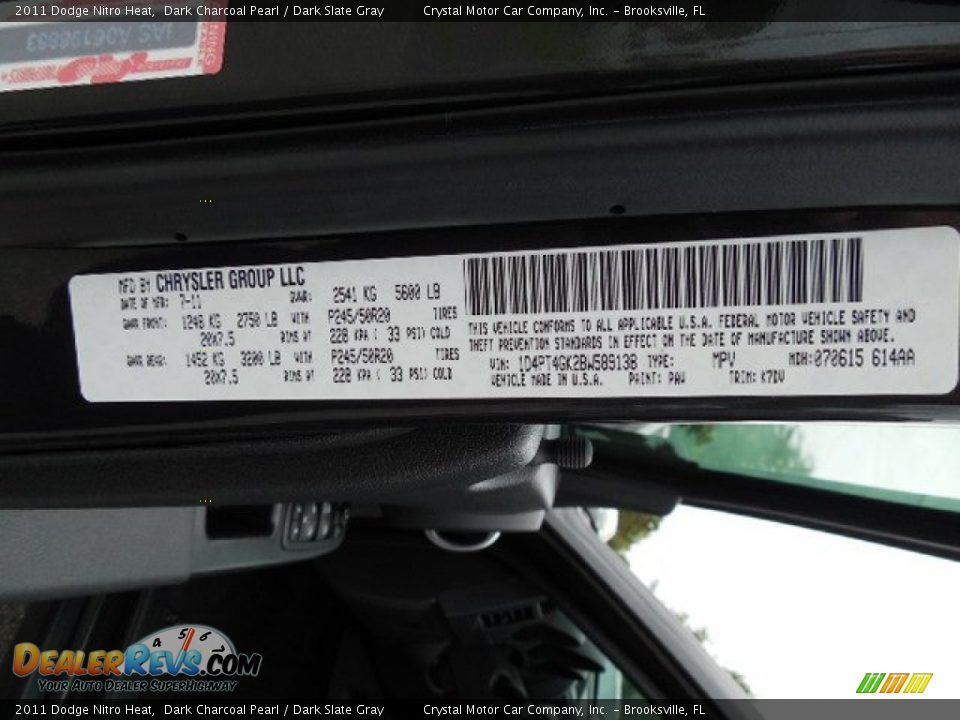 2011 Dodge Nitro Heat, Dark Charcoal Pearl / Dark Slate Gray Crystal Motor Car Company, Inc. - Brooksville, FL
MFD BY CHRYSLER GROUP LLC
DATE OF MFR: 7-11 GVWR: 2541 KG 5600 LB
GAWR FRONT: 1248 KG 2750 LB WITH P245/50R20 TIRES
20X7.5 RIMS AT 228 KPA ( 33 PSI) COLD
GAWR REAR: 1452 KG 3200 LB WITH P245/50R20 TIRES
20X7.5 RIMS AT 228 KPA ( 33 PSI) COLD
THIS VEHICLE CONFORMS TO ALL APPLICABLE U.S.A. FEDERAL MOTOR VEHICLE SAFETY AND
THEFT PREVENTION STANDARDS IN EFFECT ON THE DATE OF MANUFACTURE SHOWN ABOVE.
VIN: 1D4PT4GK2BW589138 TYPE: MPV MDH: 070615 614AA
VEHICLE MADE IN U.S.A. PAINT: PAV TRIM: K7DV
4 5 6
DEALERREVS.COM
YOUR AUTO DEALER SUPERHIGHWAY
2011 Dodge Nitro Heat, Dark Charcoal Pearl / Dark Slate Gray Crystal Motor Car Company, Inc. - Brooksville, FL